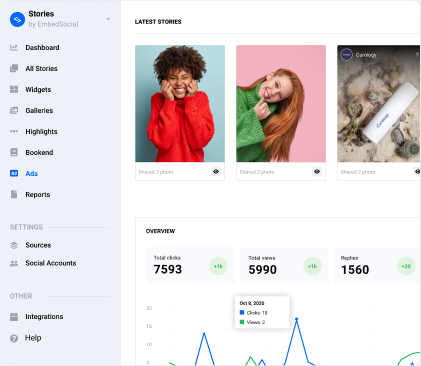 Stories
by EmbedSocial
Dashboard
All Stories
Widgets
Galleries
Highlights
Bookend
Ads
Reports
SETTINGS
Sources
Social Accounts
OTHER
Integrations
Help
LATEST STORIES
Curology
7
Curology
Shared 3 photo
Shared 2 photo
Shared 2 photo
OVERVIEW
Total clicks
7593
+1k
Total views
5990
+1k
Replies
1560
Oct 8, 2020
Clicks: 18
Views: 2
20
15
10
5